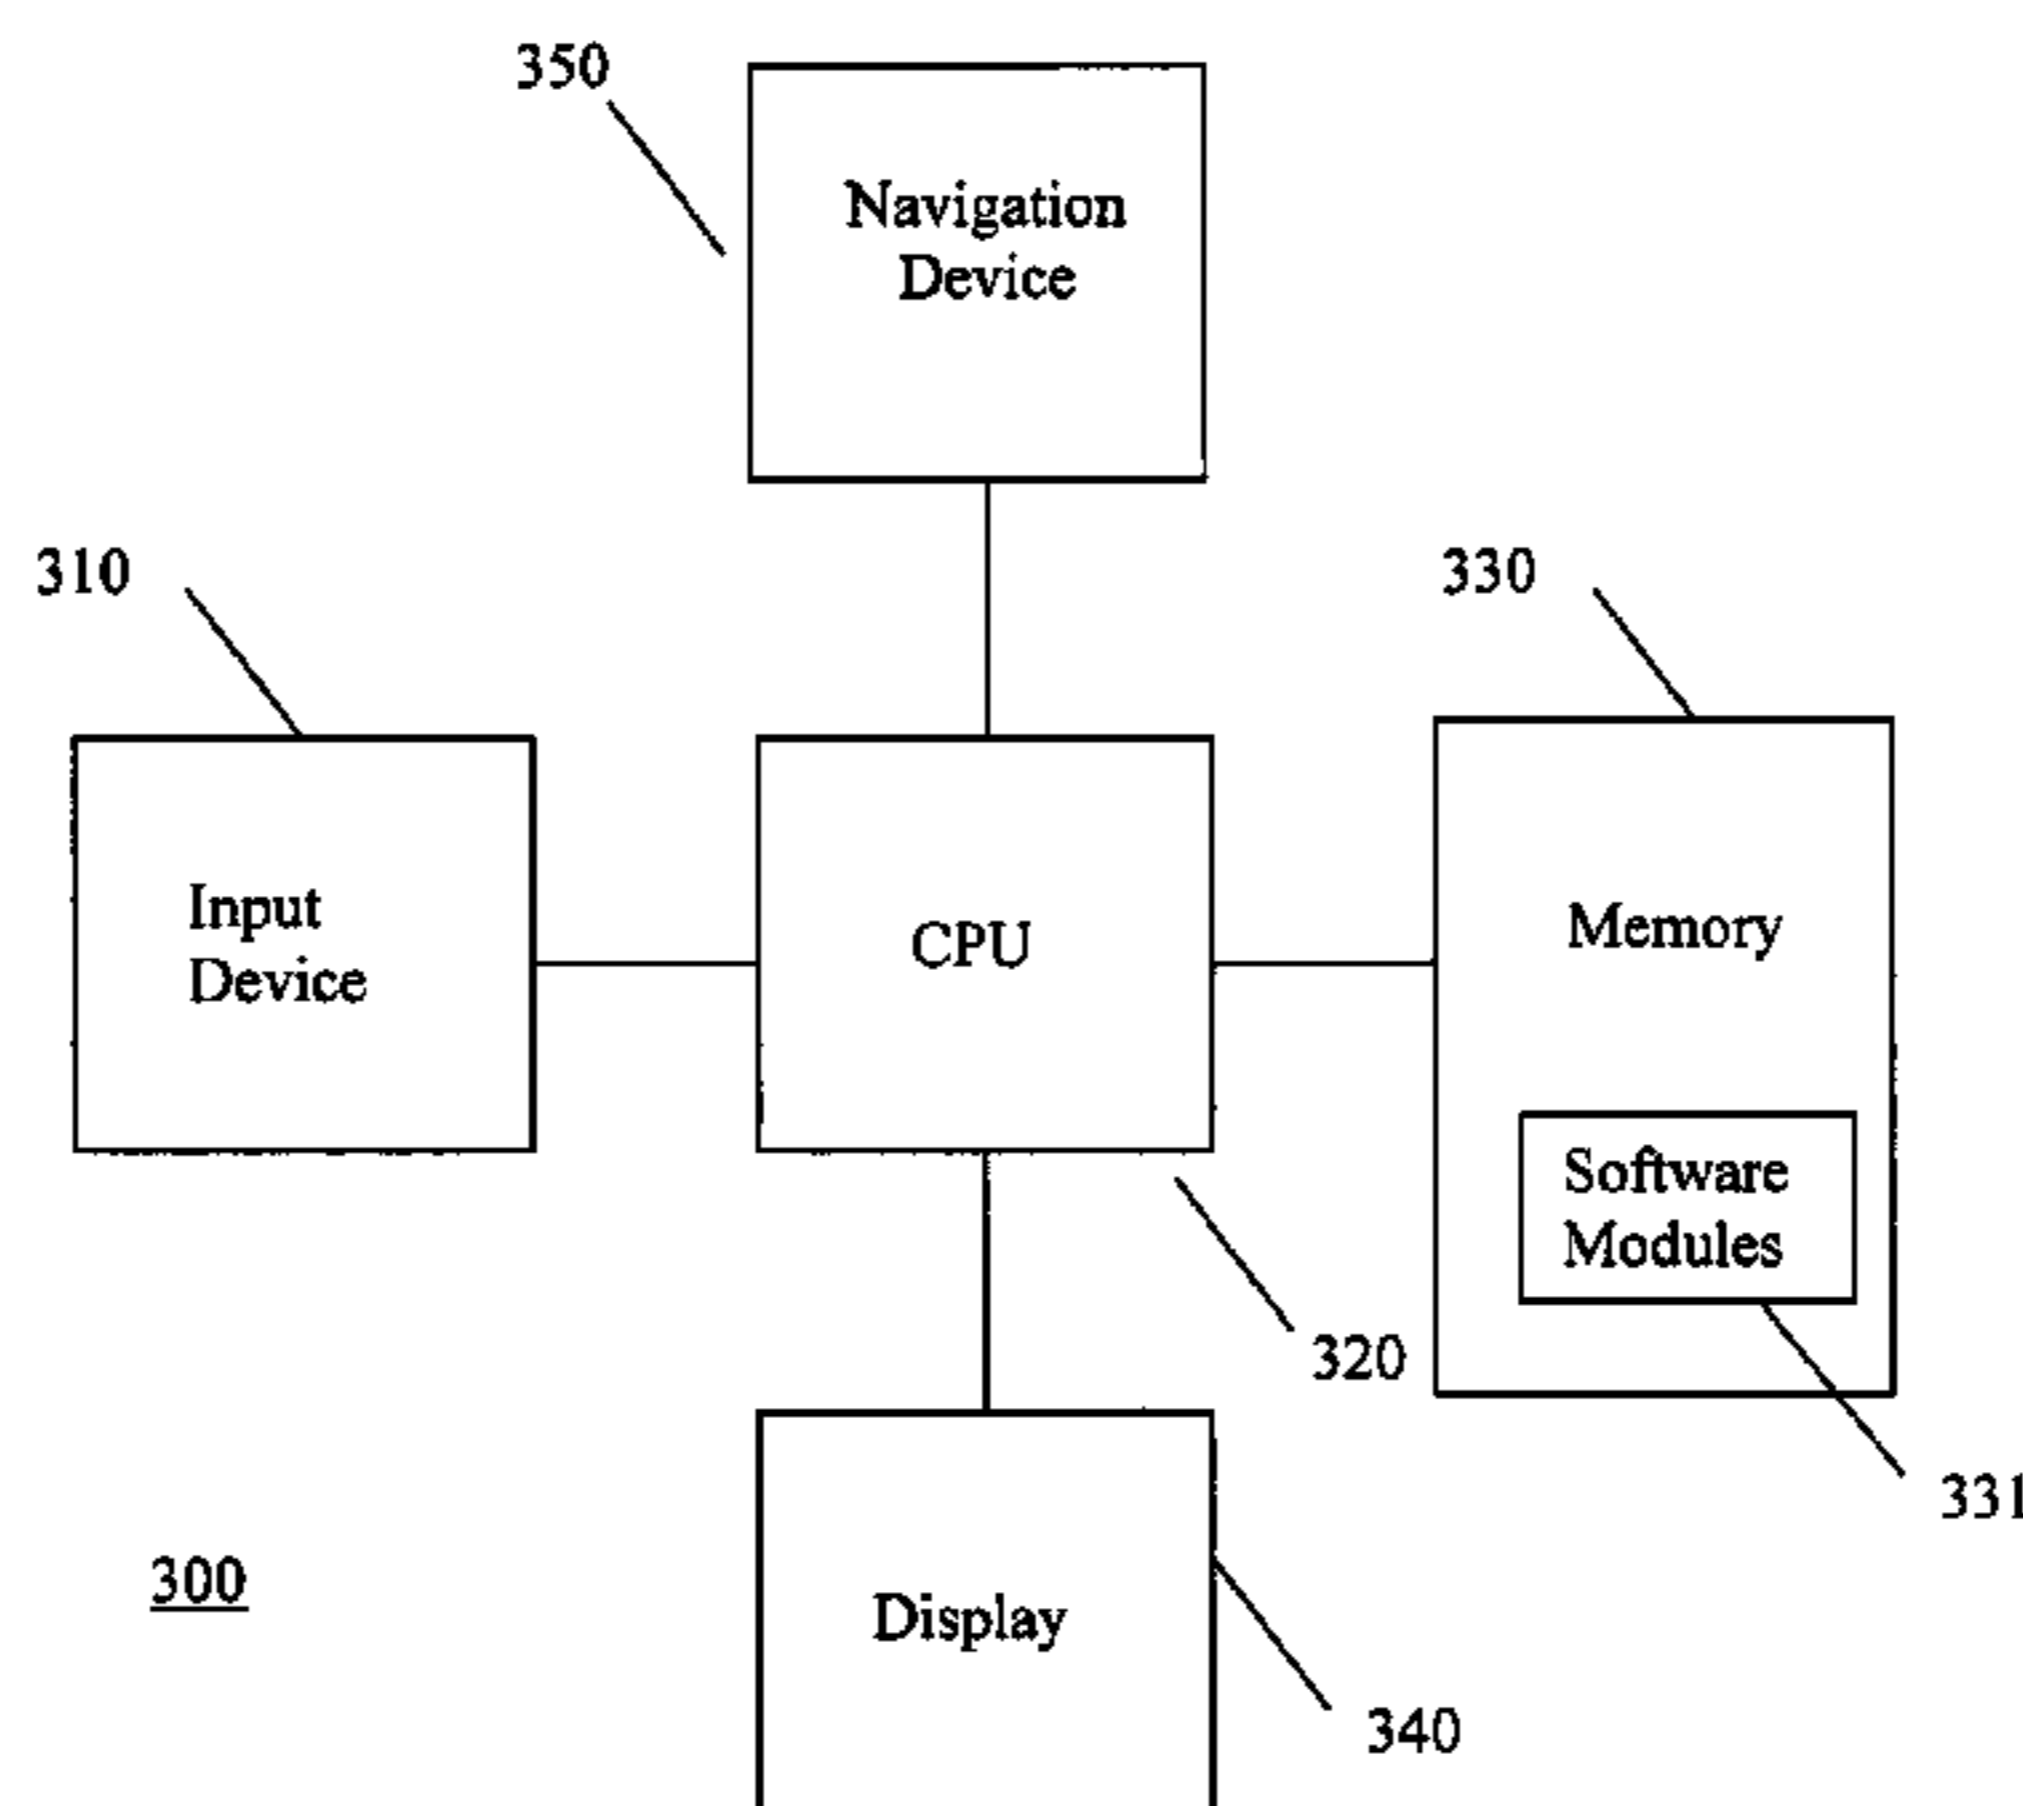 350
Navigation
Device
310
330
Input
Device
CPU
Memory
Software
Modules
320
331
300
Display
340